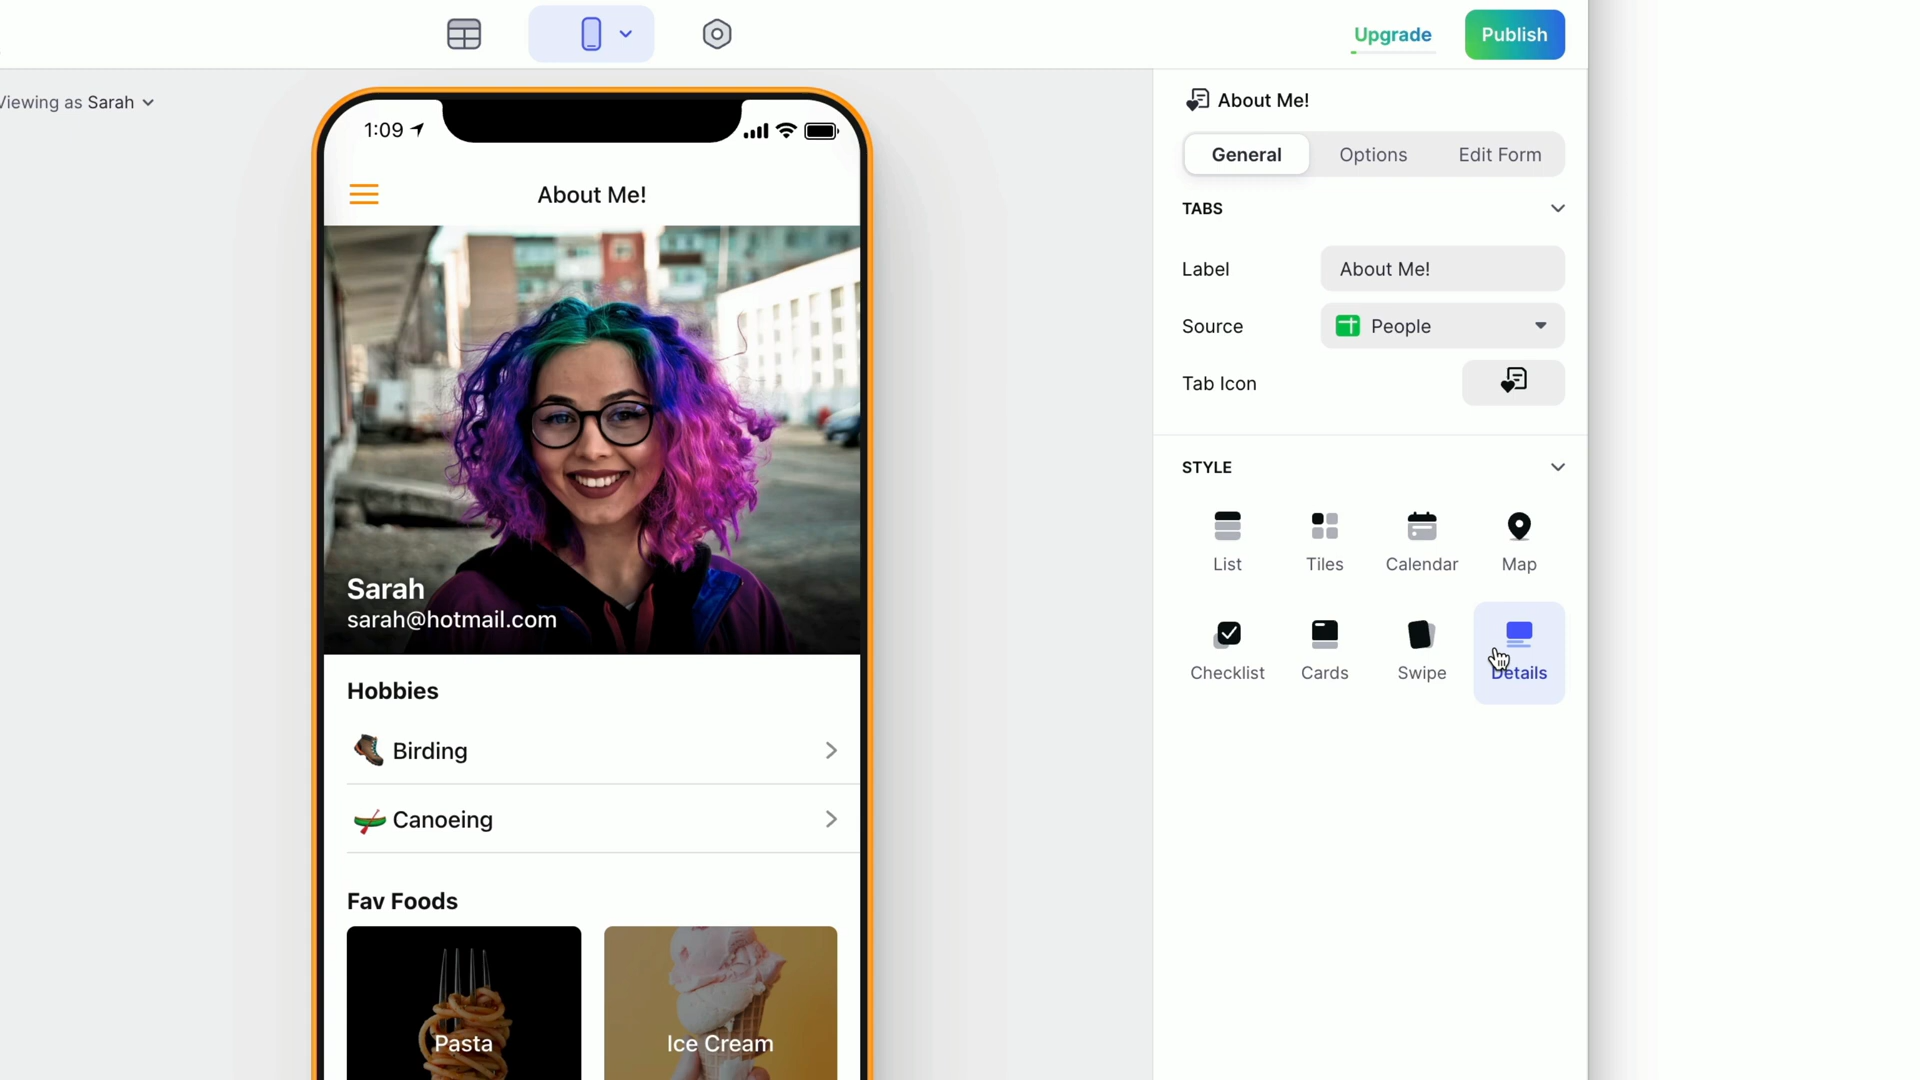 Upgrade
Publish
Viewing as Sarah
1:09
About Me!
Sarah
sarah@hotmail.com
Hobbies
Birding
Canoeing
Fav Foods
Pasta
Ice Cream
About Me!
General
Options
Edit Form
TABS
Label
About Me!
Source
People
Tab Icon
STYLE
List
Tiles
Calendar
Map
Checklist
Cards
Swipe
Details